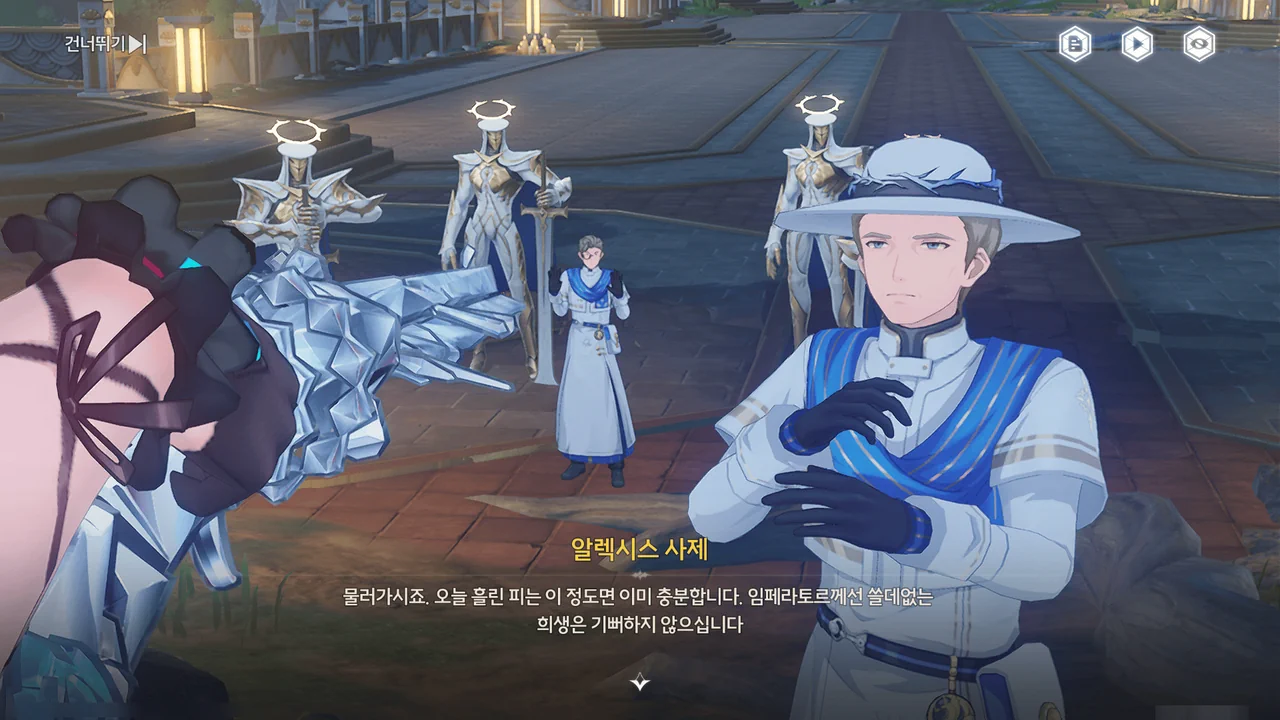 건너뛰기
알렉시스 사제
물러가시죠. 오늘 흘린 피는 이 정도면 이미 충분합니다. 임페라토르께선 쓸데없는
희생은 기뻐하지 않으십니다